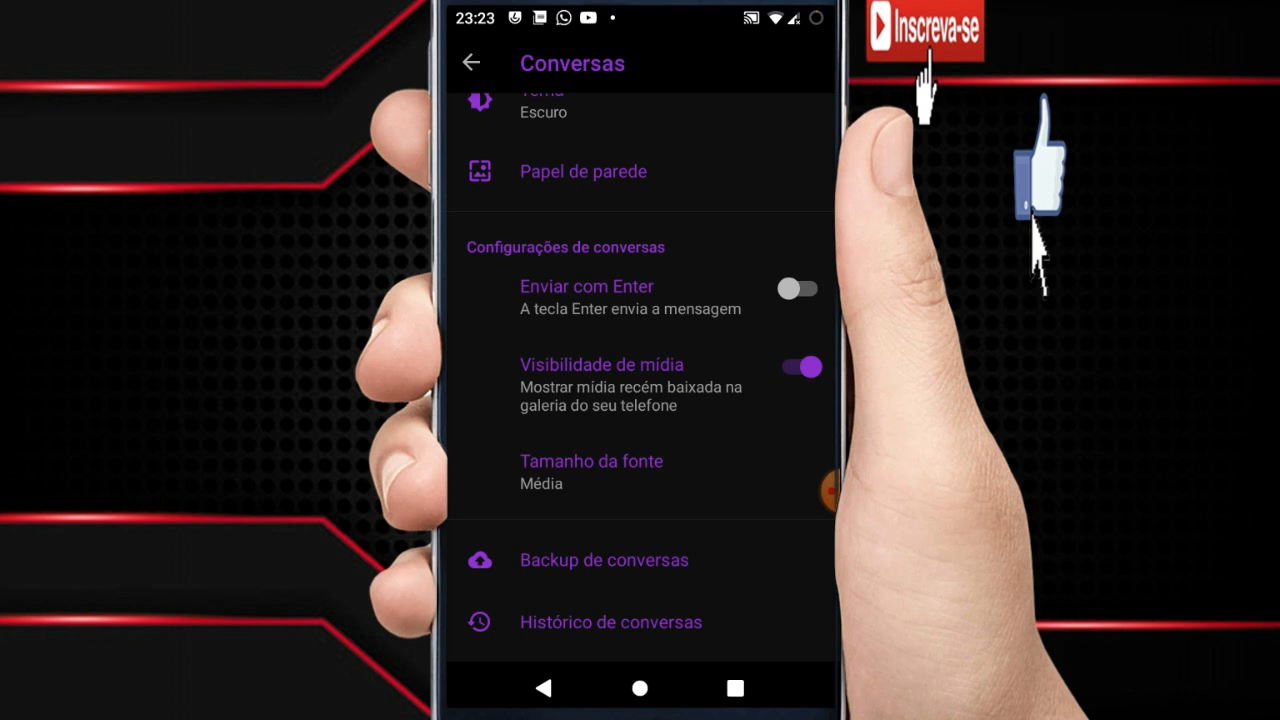 23:23
Inscreva-se
Conversas
Tema
Escuro
Papel de parede
Configurações de conversas
Enviar com Enter
A tecla Enter envia a mensagem
Visibilidade de mídia
Mostrar mídia recém baixada na
galeria do seu telefone
Tamanho da fonte
Média
Backup de conversas
Histórico de conversas